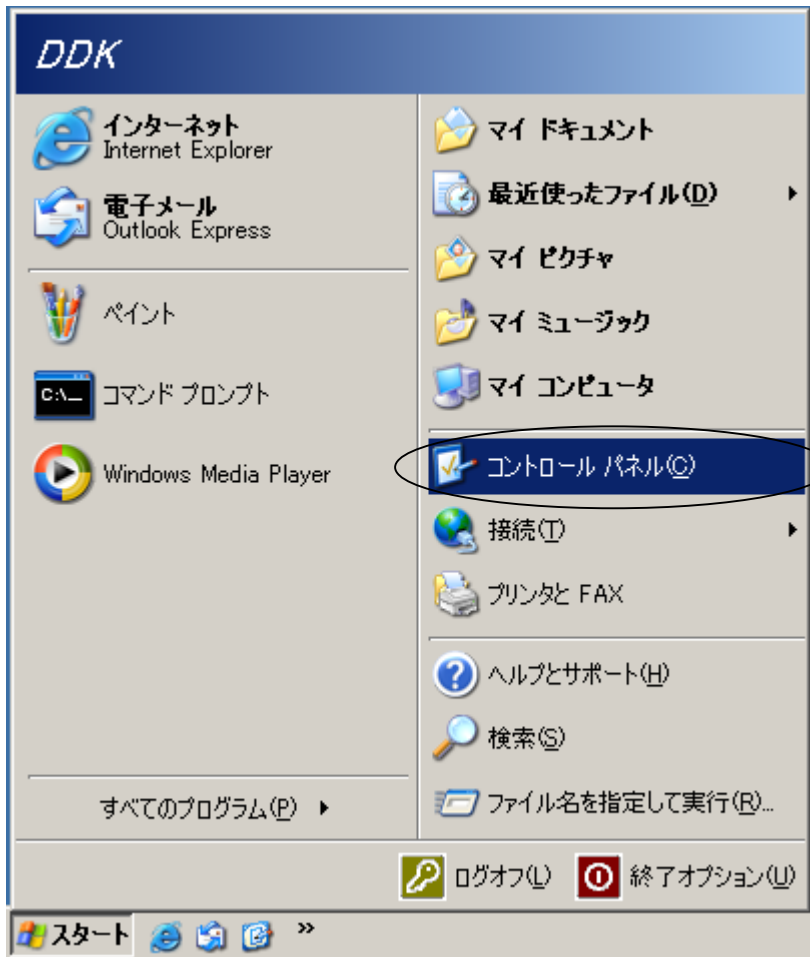 DDK
インターネット
Internet Explorer
電子メール
Outlook Express
ペイント
C:\_
コマンド プロンプト
Windows Media Player
すべてのプログラム(P)
マイ ドキュメント
最近使ったファイル(D)
マイ ピクチャ
マイ ミュージック
マイ コンピュータ
コントロール パネル(C)
接続(T)
プリンタと FAX
ヘルプとサポート(H)
検索(S)
ファイル名を指定して実行(R)...
ログオフ(L)
終了オプション(U)
スタート
»